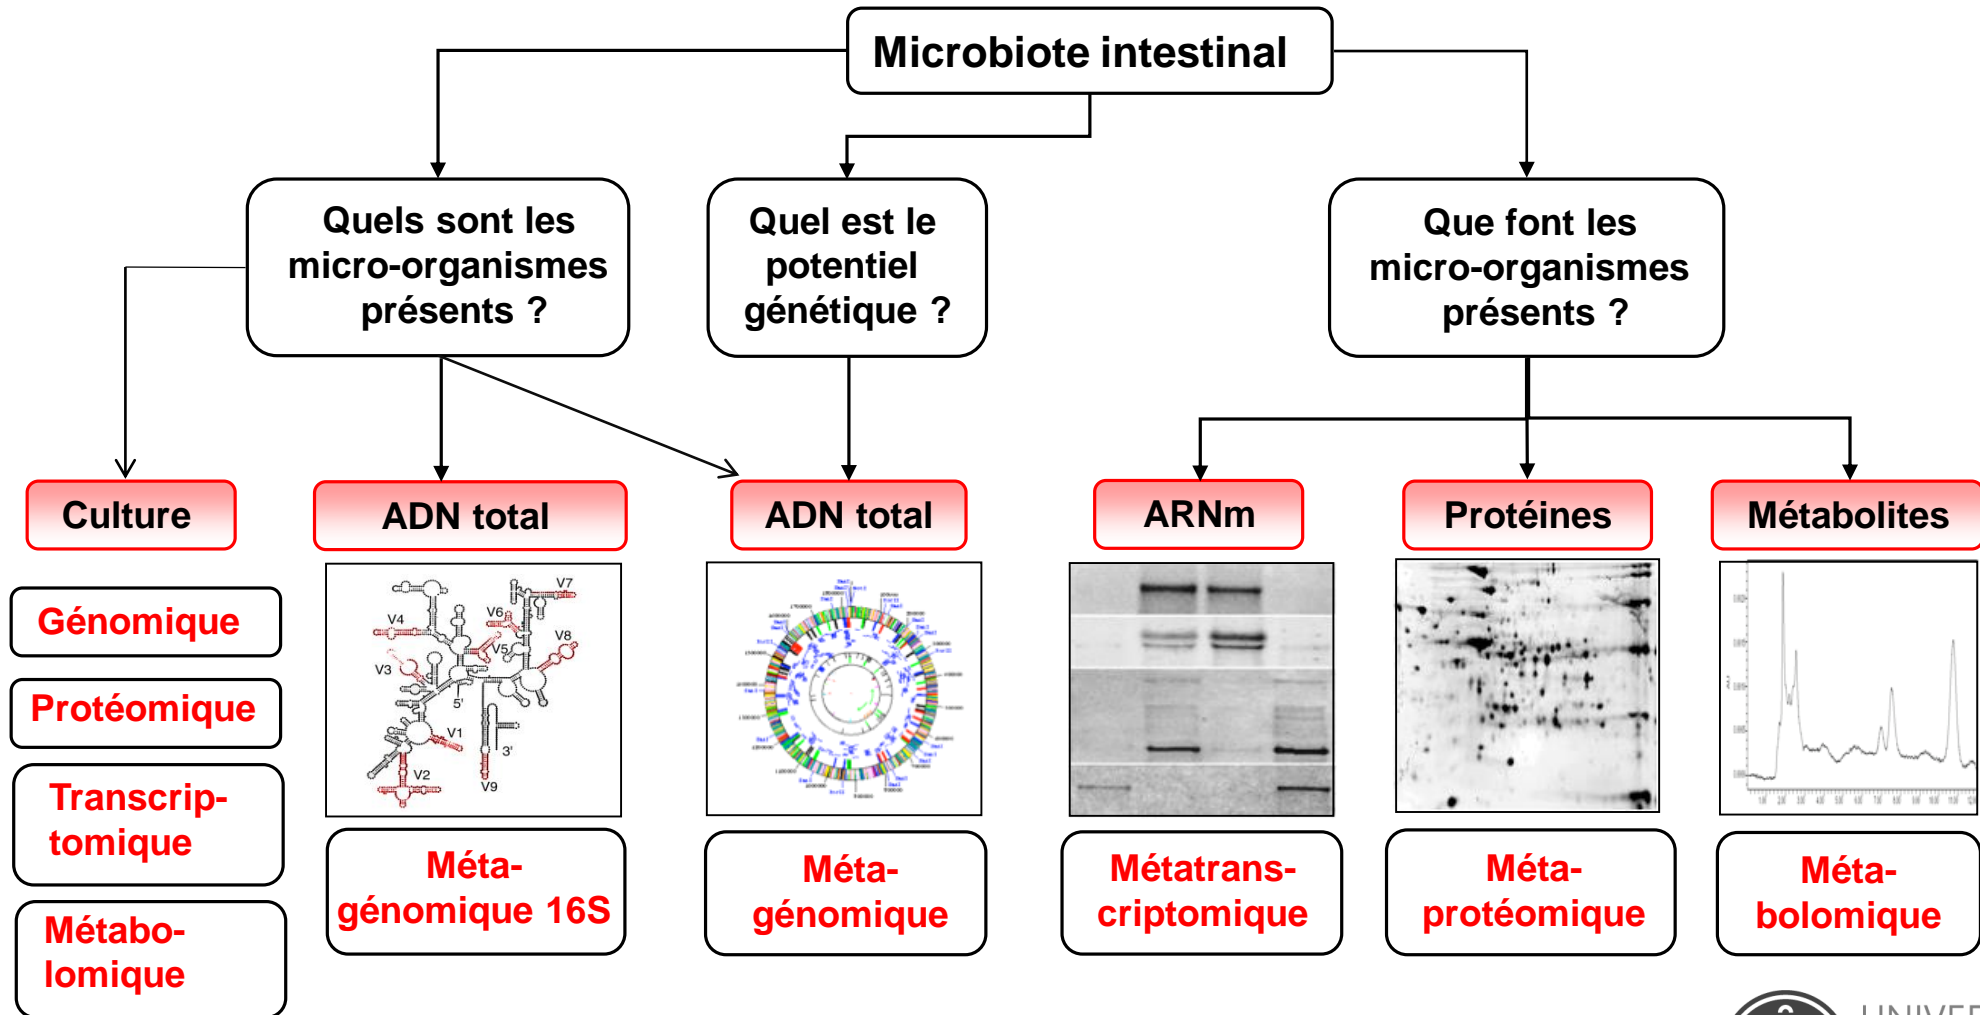 Microbiote intestinal
Quels sont les
micro-organismes
présents ?
Quel est le
potentiel
génétique ?
Que font les
micro-organismes
présents ?
Culture
ADN total
ADN total
ARNm
Protéines
Métabolites
Génomique
Protéomique
Transcrip-
tomique
Métabo-
lomique
V7
V6
V4
V8
V5
V3
5'
V1
3'
V2
V9
Méta-
génomique 16S
Méta-
génomique
Métatrans-
criptomique
Méta-
protéomique
Méta-
bolomique